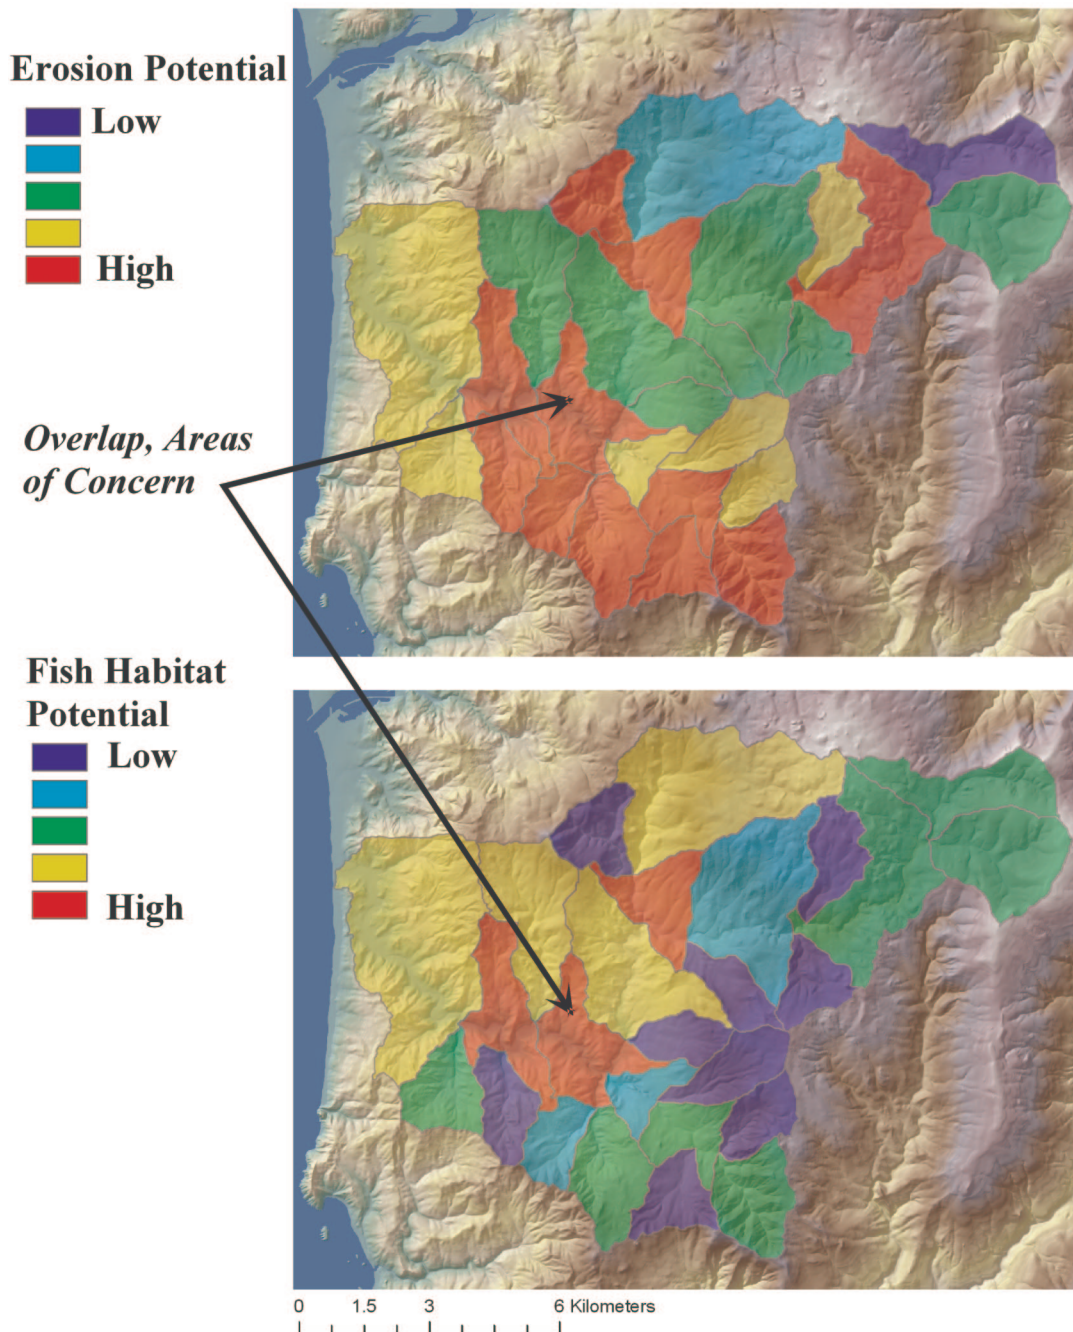 Erosion Potential
Low
High
Overlap, Areas
of Concern
Fish Habitat
Potential
Low
High
0 1.5 3 6 Kilometers